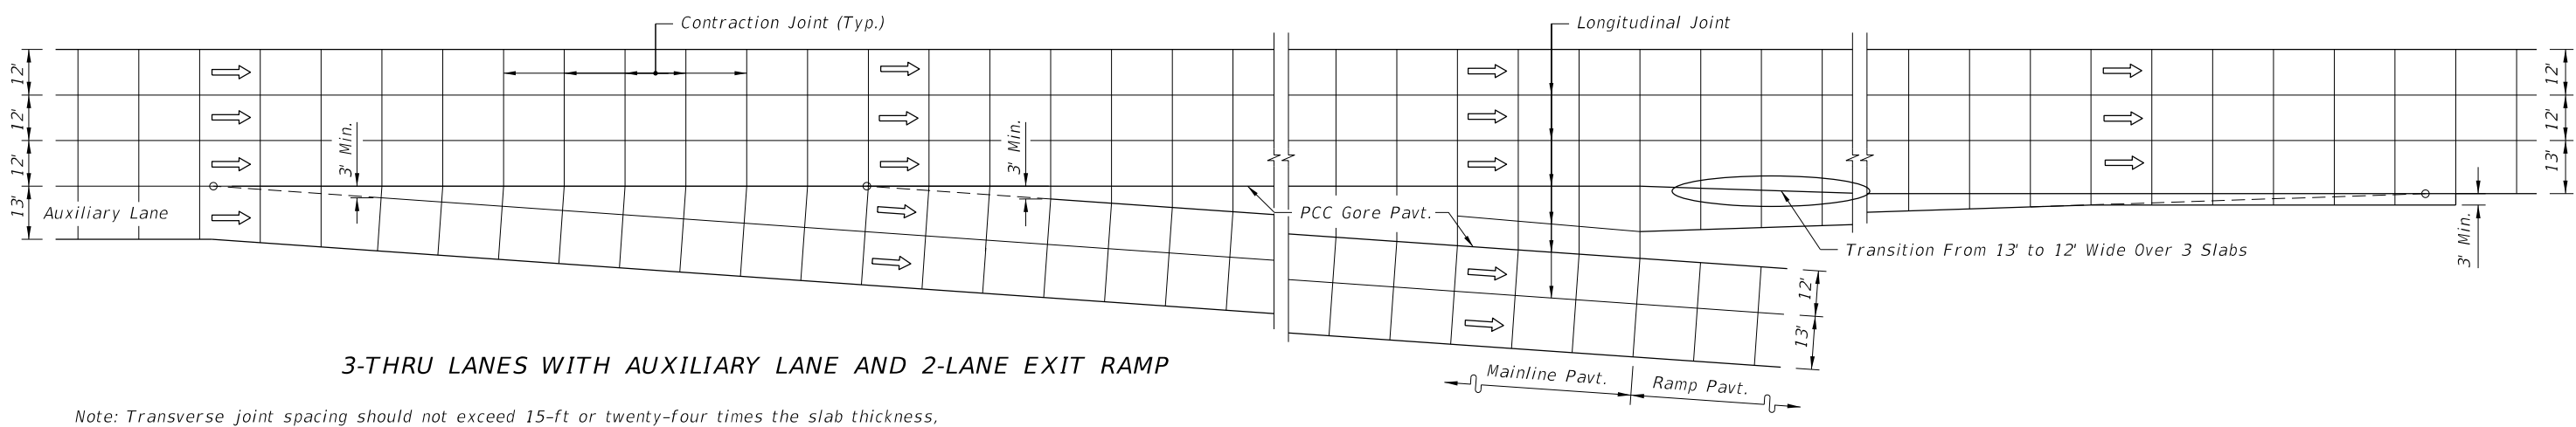 Contraction Joint (Typ.)
Longitudinal Joint
12'
12'
12'
13'
Auxiliary Lane
3' Min.
3' Min.
PCC Gore Pavt.
12'
13'
Transition From 13' to 12' Wide Over 3 Slabs
12'
12'
13'
3' Min.
Mainline Pavt.
Ramp Pavt.
3-THRU LANES WITH AUXILIARY LANE AND 2-LANE EXIT RAMP
Note: Transverse joint spacing should not exceed 15-ft or twenty-four times the slab thickness,